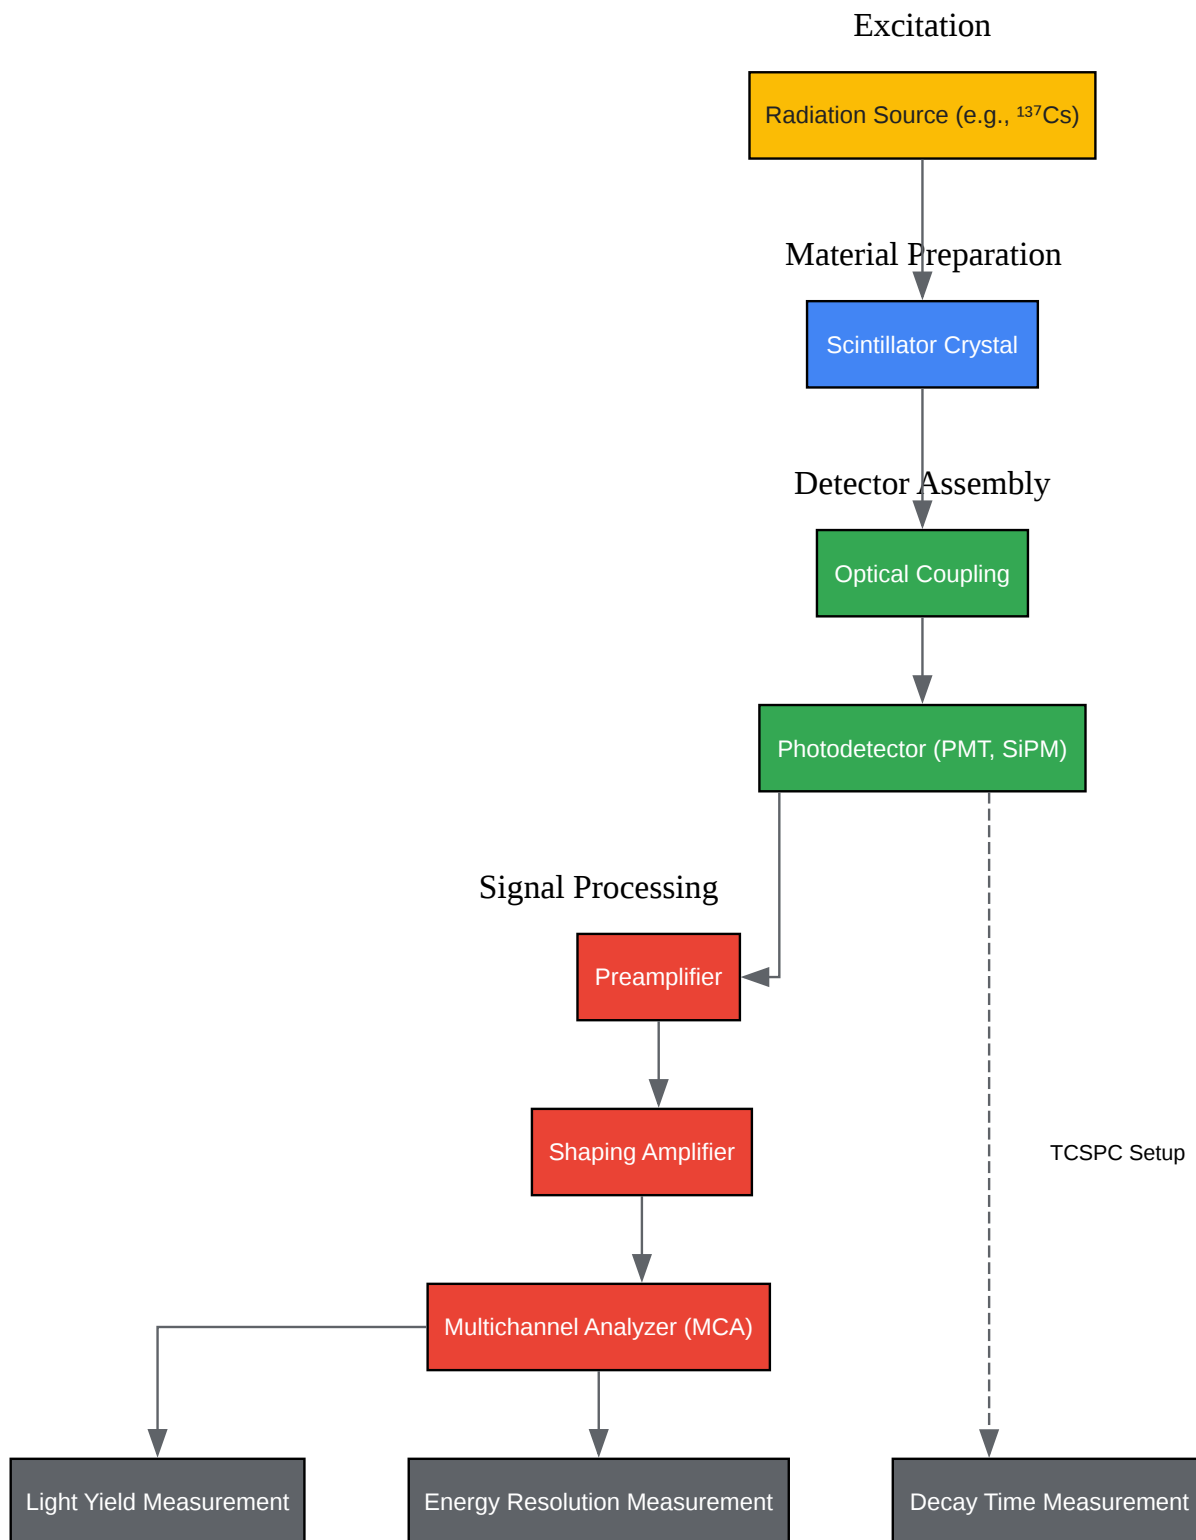 Excitation
Radiation Source (e.g., ¹³⁷Cs)
Material Preparation
Scintillator Crystal
Detector Assembly
Optical Coupling
Photodetector (PMT, SiPM)
Signal Processing
Preamplifier
Shaping Amplifier
TCSPC Setup
Multichannel Analyzer (MCA)
Light Yield Measurement
Energy Resolution Measurement
Decay Time Measurement